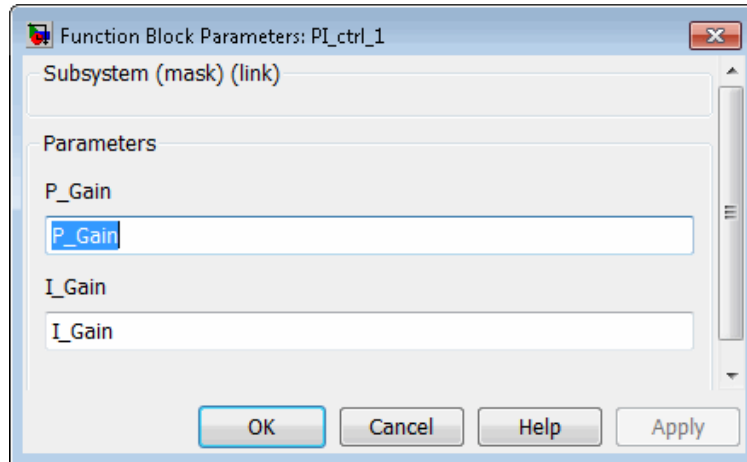 Function Block Parameters: PI_ctrl_1
Subsystem (mask) (link)
Parameters
P_Gain
P_Gain
I_Gain
I_Gain
OK Cancel Help Apply